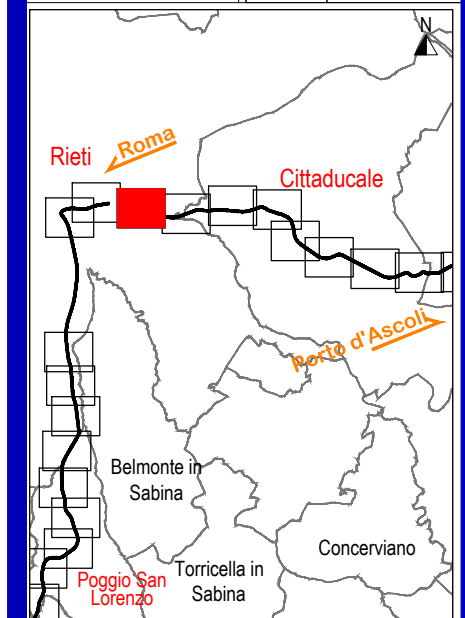 N
Roma
Rieti
Cittaducale
Porto d'Ascoli
Belmonte in
Sabina
Concerviano
Poggio San
Lorenzo
Torricella in
Sabina